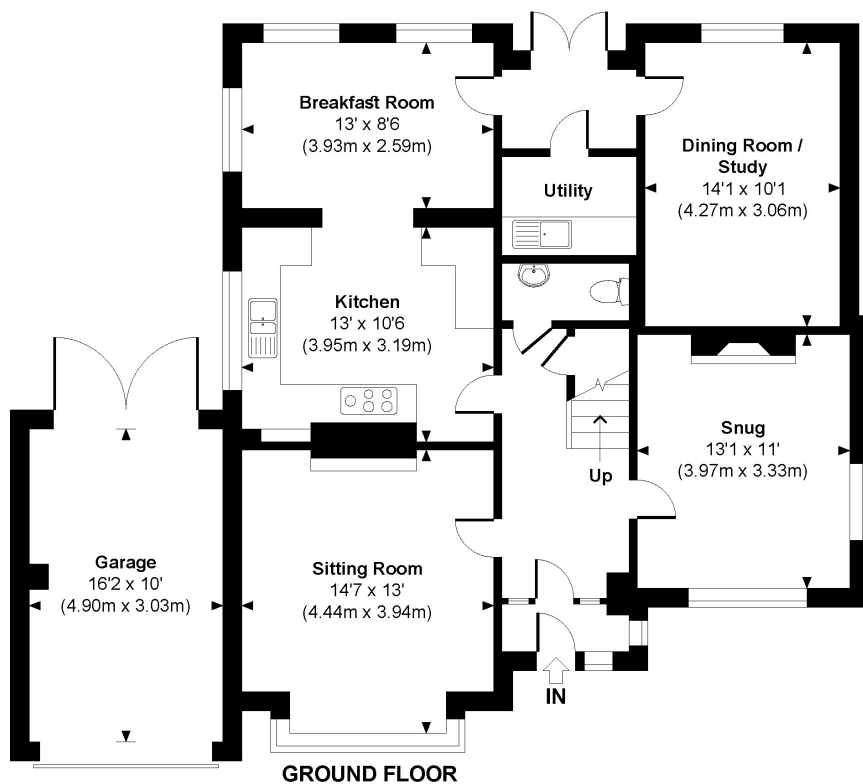 Breakfast Room
13' x 8'6
(3.93m x 2.59m)
Dining Room /
Study
14'1 x 10'1
(4.27m x 3.06m)
Utility
Kitchen
13' x 10'6
(3.95m x 3.19m)
Snug
13'1 x 11'
(3.97m x 3.33m)
Up
Garage
16'2 x 10'
(4.90m x 3.03m)
Sitting Room
14'7 x 13'
(4.44m x 3.94m)
IN
GROUND FLOOR